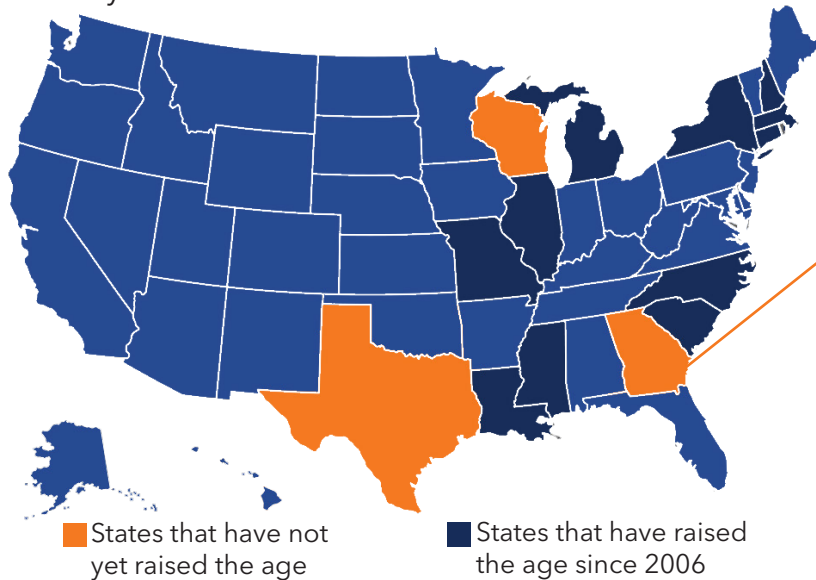 States that have not
yet raised the age
States that have raised
the age since 2006